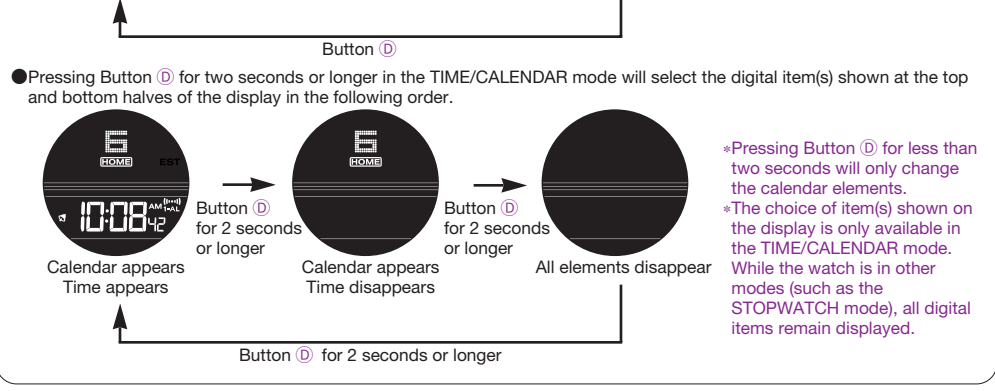 Button Ⓓ
●Pressing Button Ⓓ for two seconds or longer in the TIME/CALENDAR mode will select the digital item(s) shown at the top
and bottom halves of the display in the following order.
6
HOME
EST
10:08 42
AM
1-AL
6
HOME
Button Ⓓ
for 2 seconds
or longer
Button Ⓓ
for 2 seconds
or longer
Calendar appears
Time appears
Calendar appears
Time disappears
All elements disappear
Button Ⓓ for 2 seconds or longer
*Pressing Button Ⓓ for less than
two seconds will only change
the calendar elements.
*The choice of item(s) shown on
the display is only available in
the TIME/CALENDAR mode.
While the watch is in other
modes (such as the
STOPWATCH mode), all digital
items remain displayed.